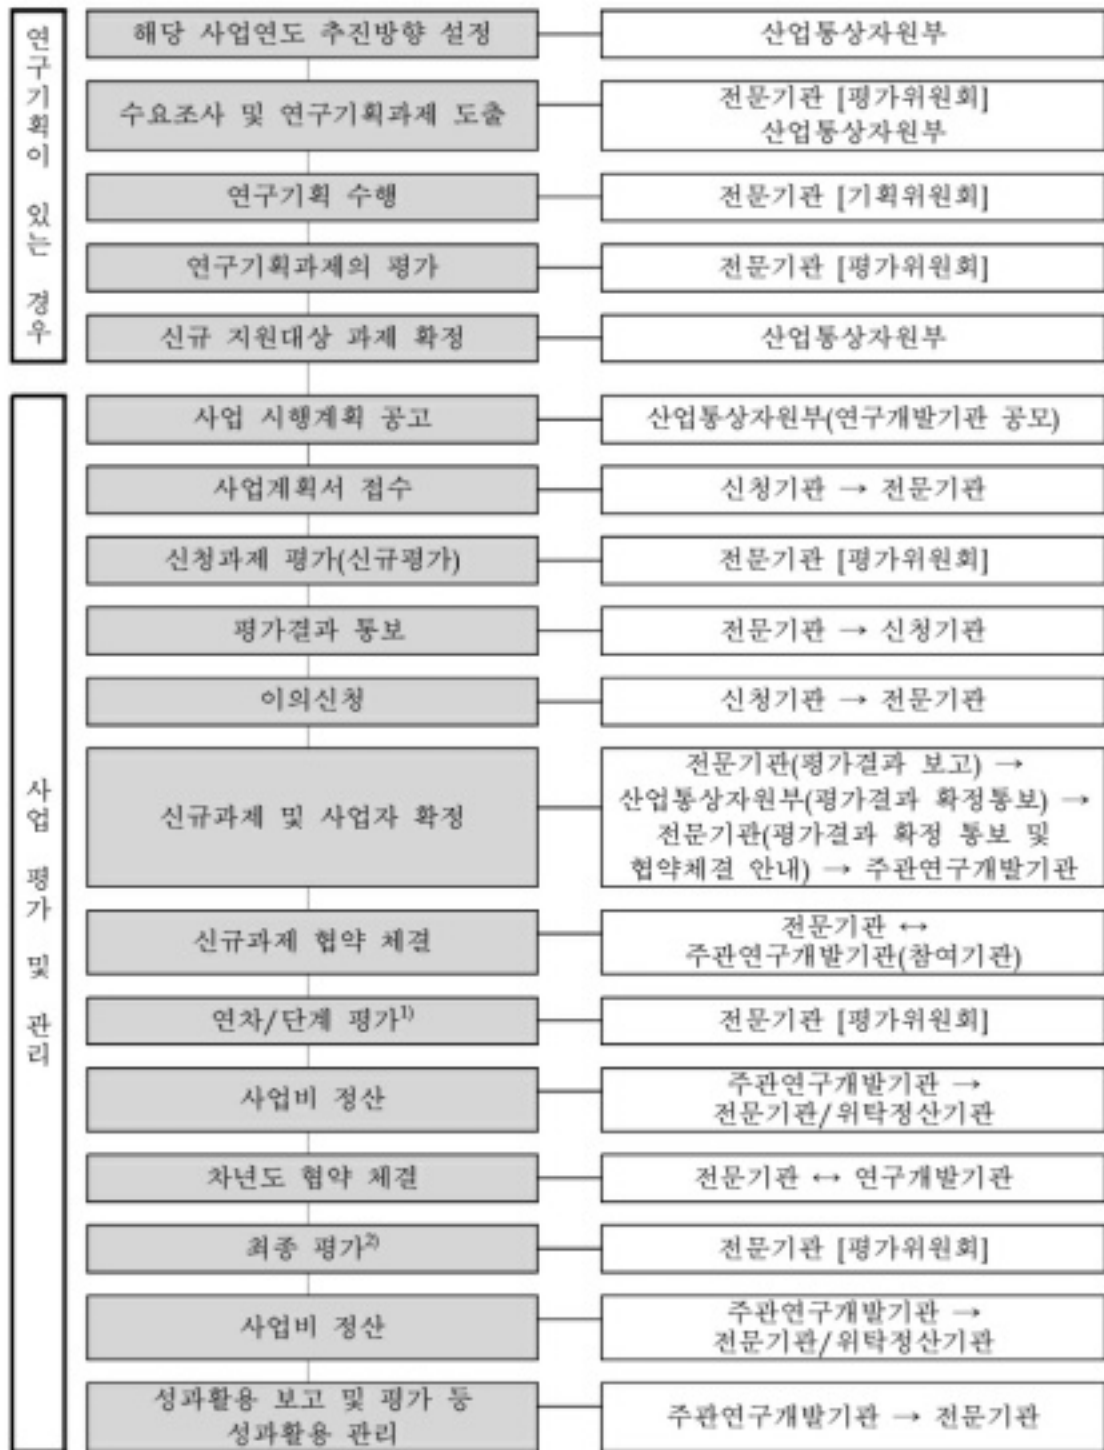 연구기획이 있는 경우
해당 사업연도 추진방향 설정
산업통상자원부
수요조사 및 연구기획과제 도출
전문기관 [평가위원회]
산업통상자원부
연구기획 수행
전문기관 [기획위원회]
연구기획과제의 평가
전문기관 [평가위원회]
신규 지원대상 과제 확정
산업통상자원부
사업 평가 및 관리
사업 시행계획 공고
산업통상자원부(연구개발기관 공모)
사업계획서 접수
신청기관 → 전문기관
신청과제 평가(신규평가)
전문기관 [평가위원회]
평가결과 통보
전문기관 → 신청기관
이의신청
신청기관 → 전문기관
신규과제 및 사업자 확정
전문기관(평가결과 보고) →
산업통상자원부(평가결과 확정통보) →
전문기관(평가결과 확정 통보 및
협약체결 안내) → 주관연구개발기관
신규과제 협약 체결
전문기관 ↔
주관연구개발기관(참여기관)
연차/단계 평가1)
전문기관 [평가위원회]
사업비 정산
주관연구개발기관 →
전문기관/위탁정산기관
차년도 협약 체결
전문기관 ↔ 연구개발기관
최종 평가2)
전문기관 [평가위원회]
사업비 정산
주관연구개발기관 →
전문기관/위탁정산기관
성과활용 보고 및 평가 등
성과활용 관리
주관연구개발기관 → 전문기관